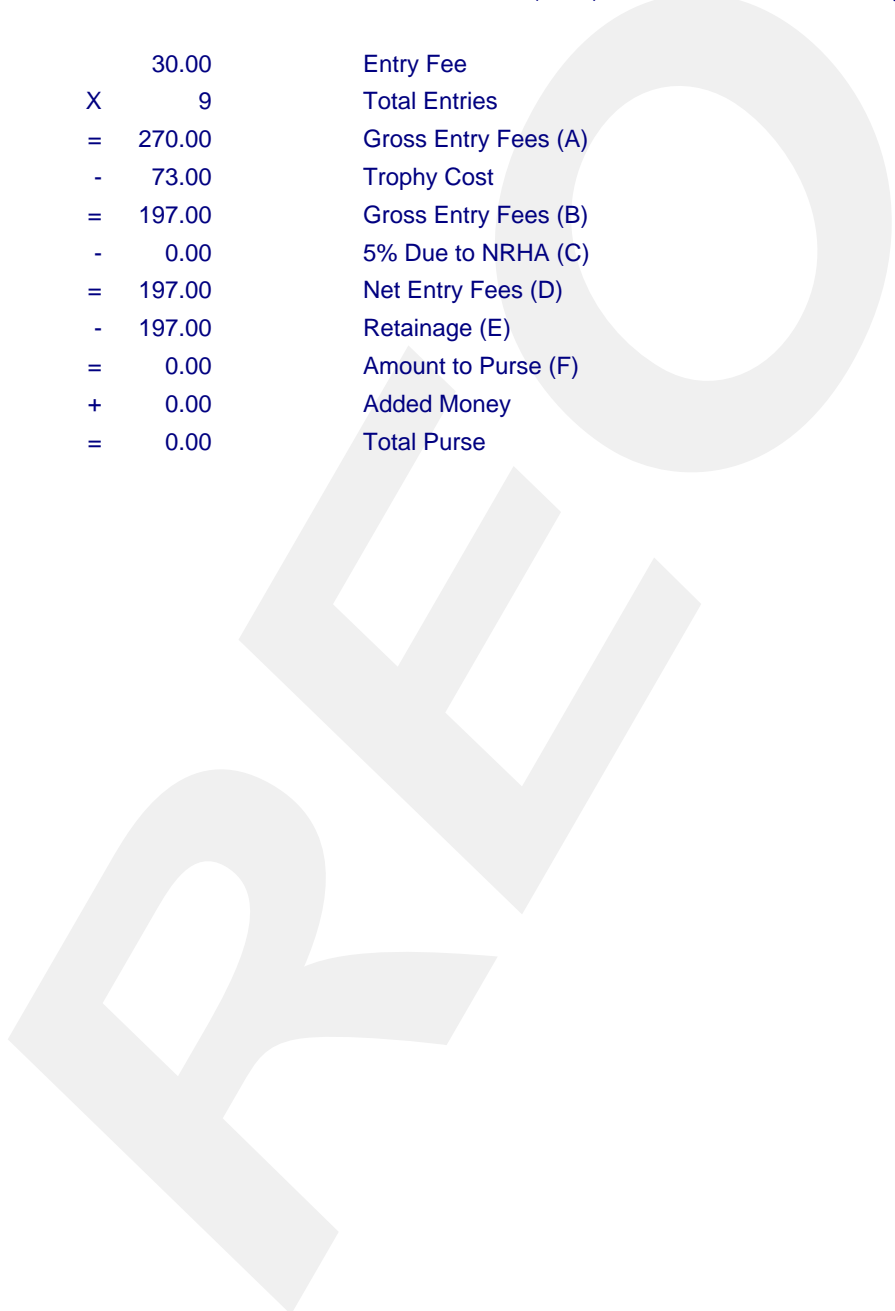 30.00 Entry Fee
X 9 Total Entries
= 270.00 Gross Entry Fees (A)
- 73.00 Trophy Cost
= 197.00 Gross Entry Fees (B)
- 0.00 5% Due to NRHA (C)
= 197.00 Net Entry Fees (D)
- 197.00 Retainage (E)
= 0.00 Amount to Purse (F)
+ 0.00 Added Money
= 0.00 Total Purse
REO